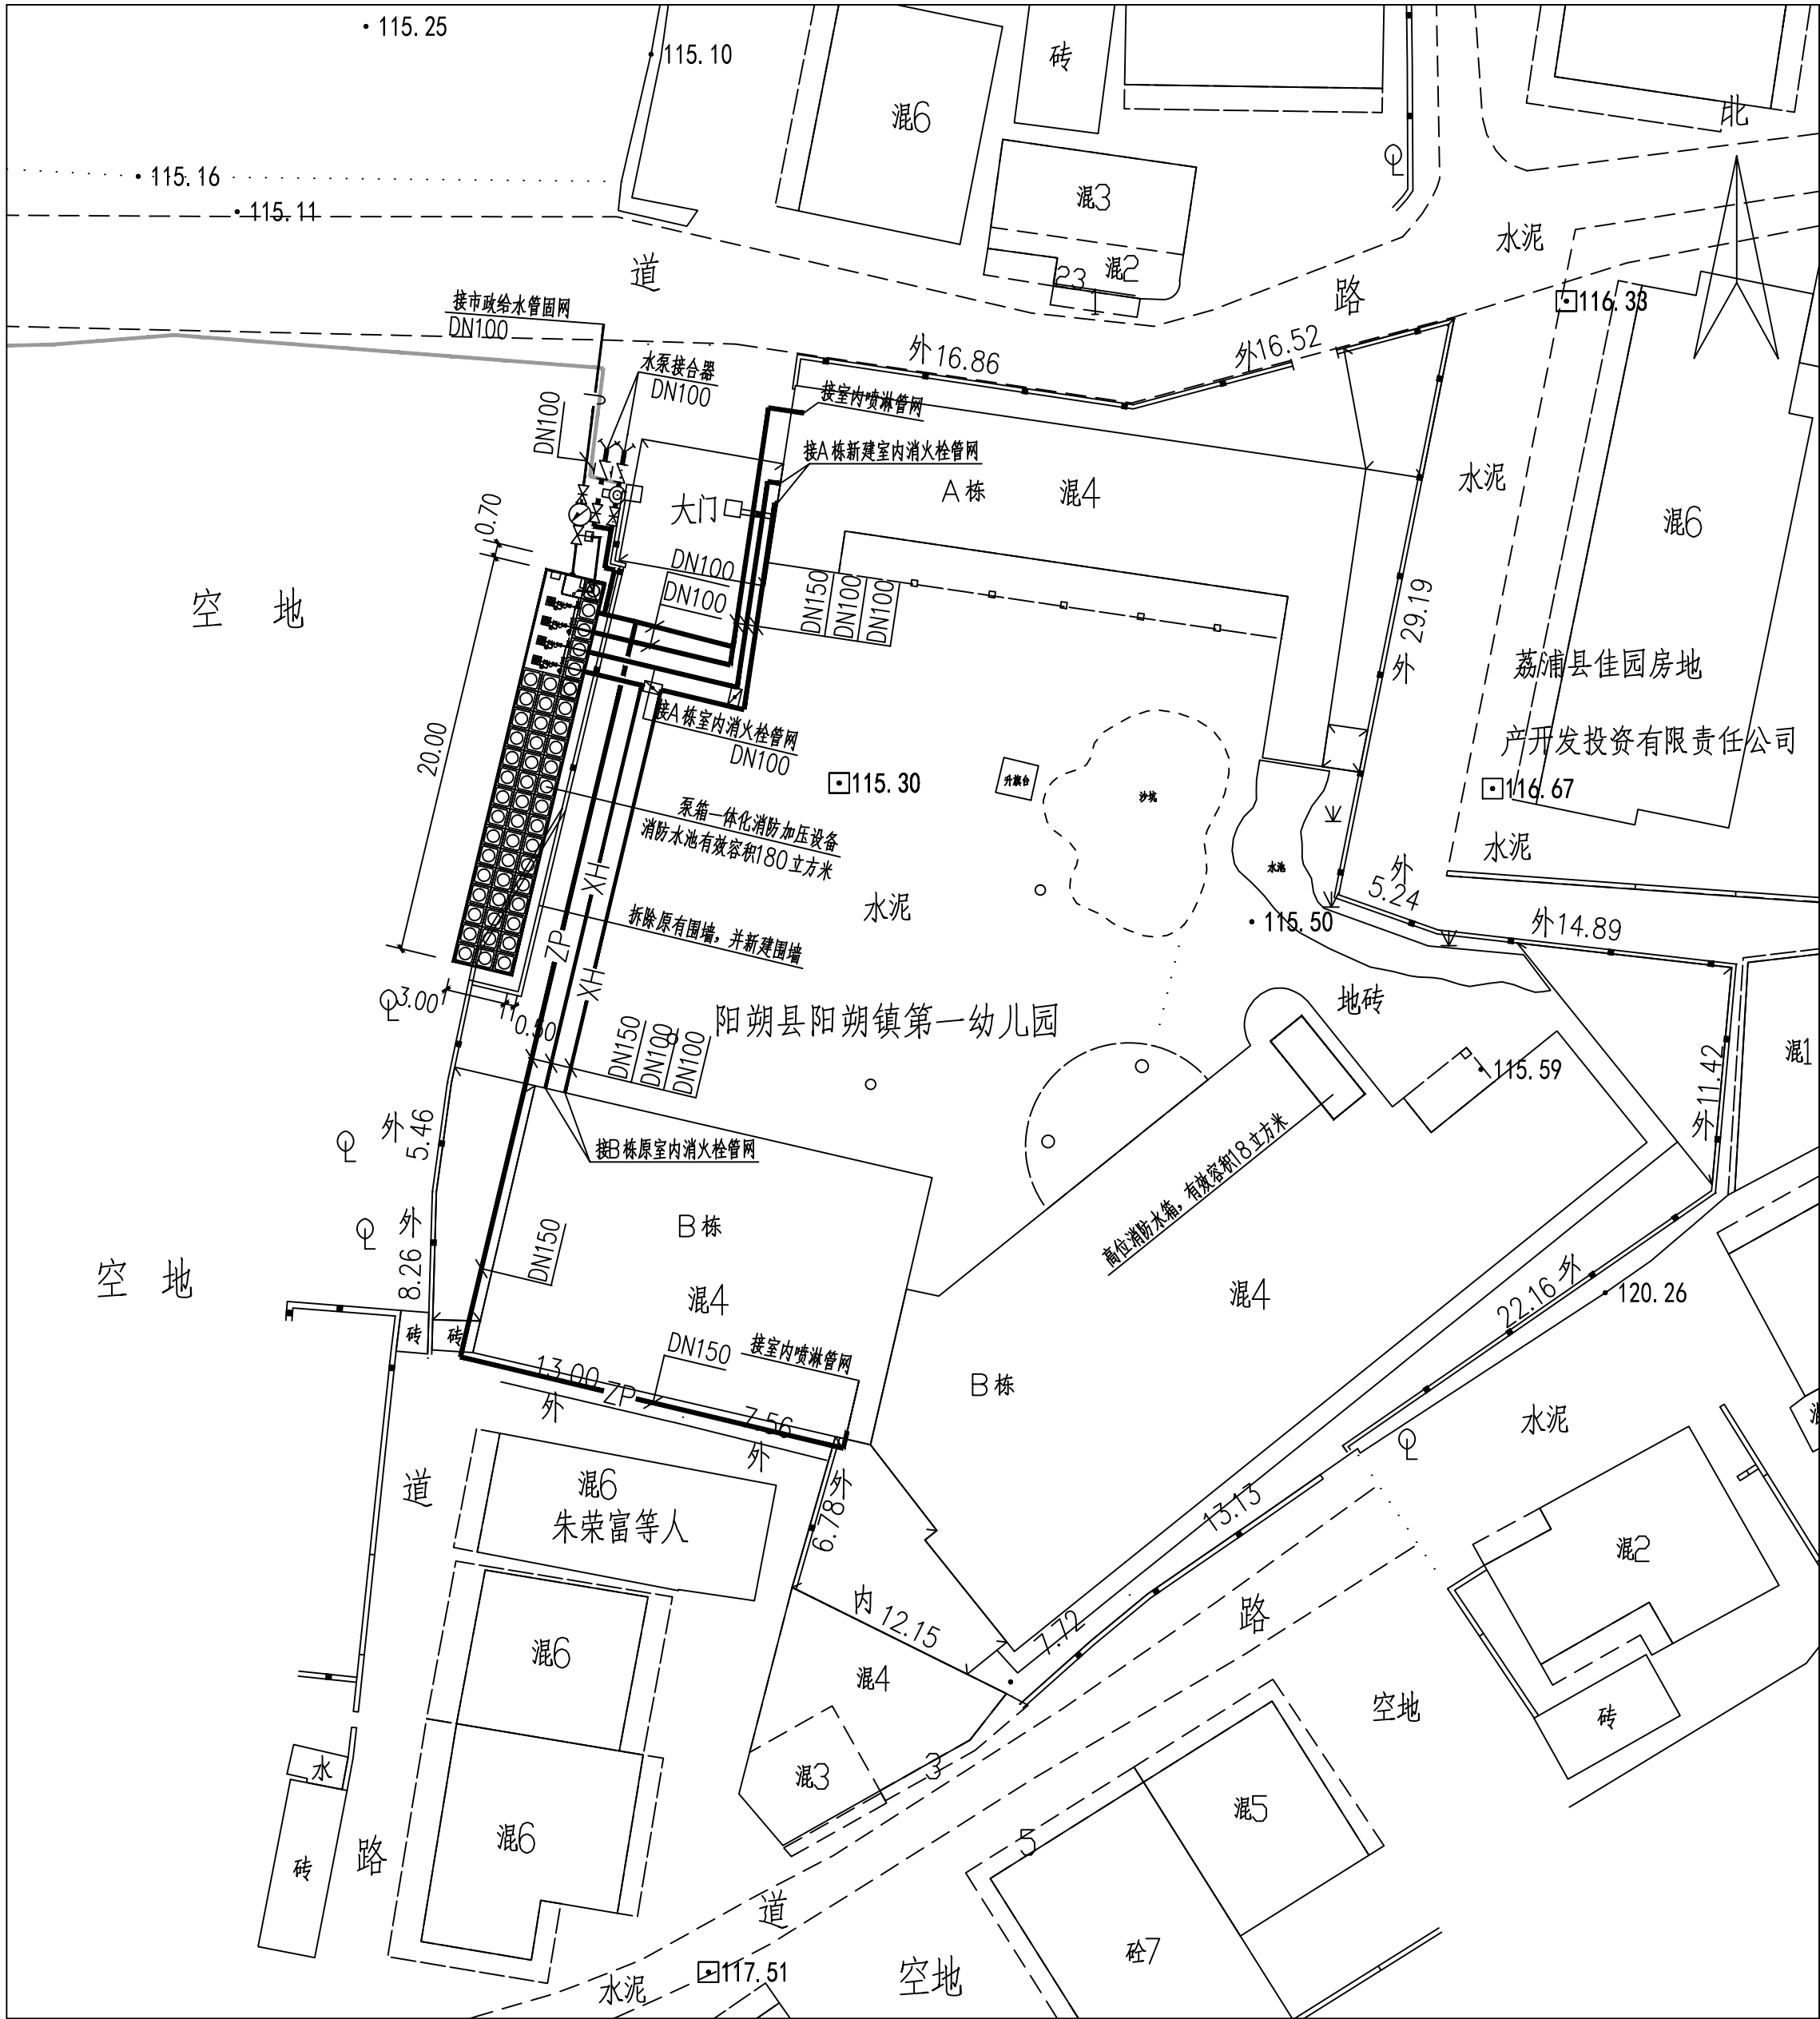 115.25
115.10
砖
混6
北
115.16
混3
115.11
水泥
道
混2
23
1
路
116.33
接市政给水管固网
DN100
外16.86
外16.52
水泵接合器
DN100
接室内喷淋管网
J
DN100
接A栋新建室内消火栓管网
水泥
A栋
混4
大门
0.70
混6
DN100
DN100
DN150
DN100
DN100
空 地
29.19
外
荔浦县佳园房地
接A栋室内消火栓管网
DN100
产开发投资有限责任公司
20.00
115.30
升旗台
沙坑
116.67
泵箱一体化消防加压设备
消防水池有效容积180立方米
水泥
水池
XH
外
5.24
水泥
拆除原有围墙，并新建围墙
115.50
外14.89
ZP
XH
3.00
0.50
地砖
阳朔县阳朔镇第一幼儿园
DN150
DN100
DN100
混1
115.59
11.42
外
外
5.46
接B栋原室内消火栓管网
高位消防水箱，有效容积18立方米
B栋
外
8.26
DN150
空 地
混4
混4
22.16 外
120.26
砖
砖
DN150
接室内喷淋管网
13.00
ZP
B栋
外
7.56
水泥
外
道
混6
外
6.78
朱荣富等人
13.13
混2
内 12.15
路
7.72
混6
混4
空地
砖
水
混3
3
混5
混6
5
砖
路
道
砼7
117.51
空地
水泥